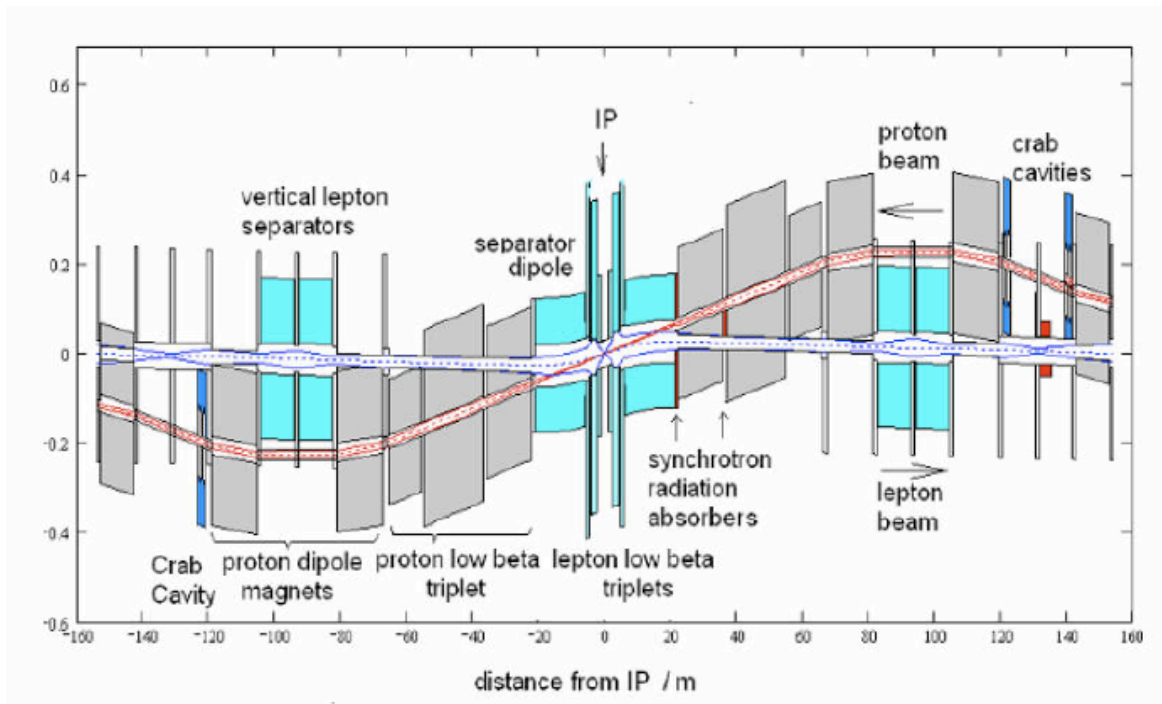 IP
proton
beam
crab
cavities
vertical lepton
separators
separator
dipole
0.6
0.4
0.2
0
-0.2
-0.4
-0.6
synchrotron
radiation
absorbers
lepton
beam
Crab
Cavity
proton dipole
magnets
proton low beta
triplet
lepton low beta
triplets
-160 -140 -120 -100 -80 -60 -40 -20 0 20 40 60 80 100 120 140 160
distance from IP / m